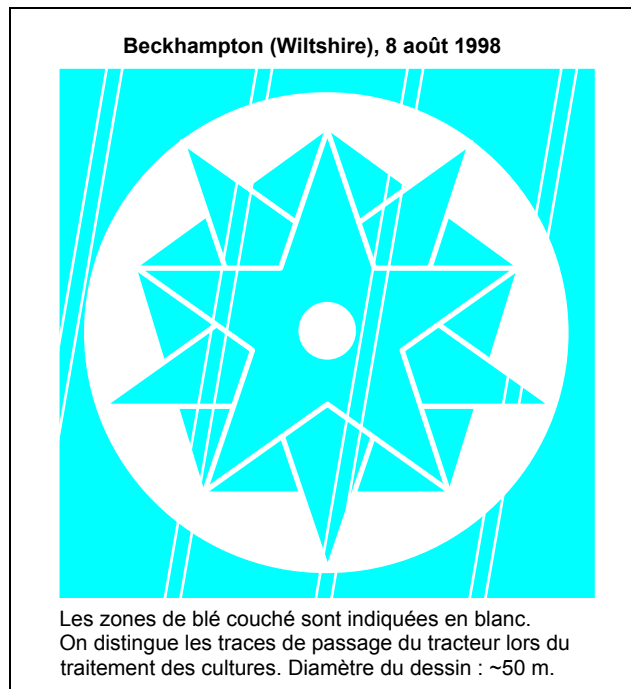 Beckhampton (Wiltshire), 8 août 1998
Les zones de blé couché sont indiquées en blanc.
On distingue les traces de passage du tracteur lors du
traitement des cultures. Diamètre du dessin : ~50 m.